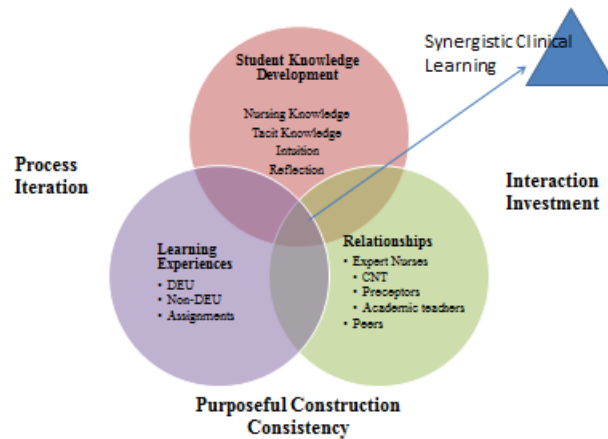 Synergistic Clinical
Learning
Student Knowledge
Development
Nursing Knowledge
Tacit Knowledge
Intuition
Reflection
Process
Iteration
Interaction
Investment
Learning
Experiences
• DEU
• Non-DEU
• Assignments
Relationships
• Expert Nurses
• CNT
• Preceptors
• Academic teachers
• Peers
Purposeful Construction
Consistency